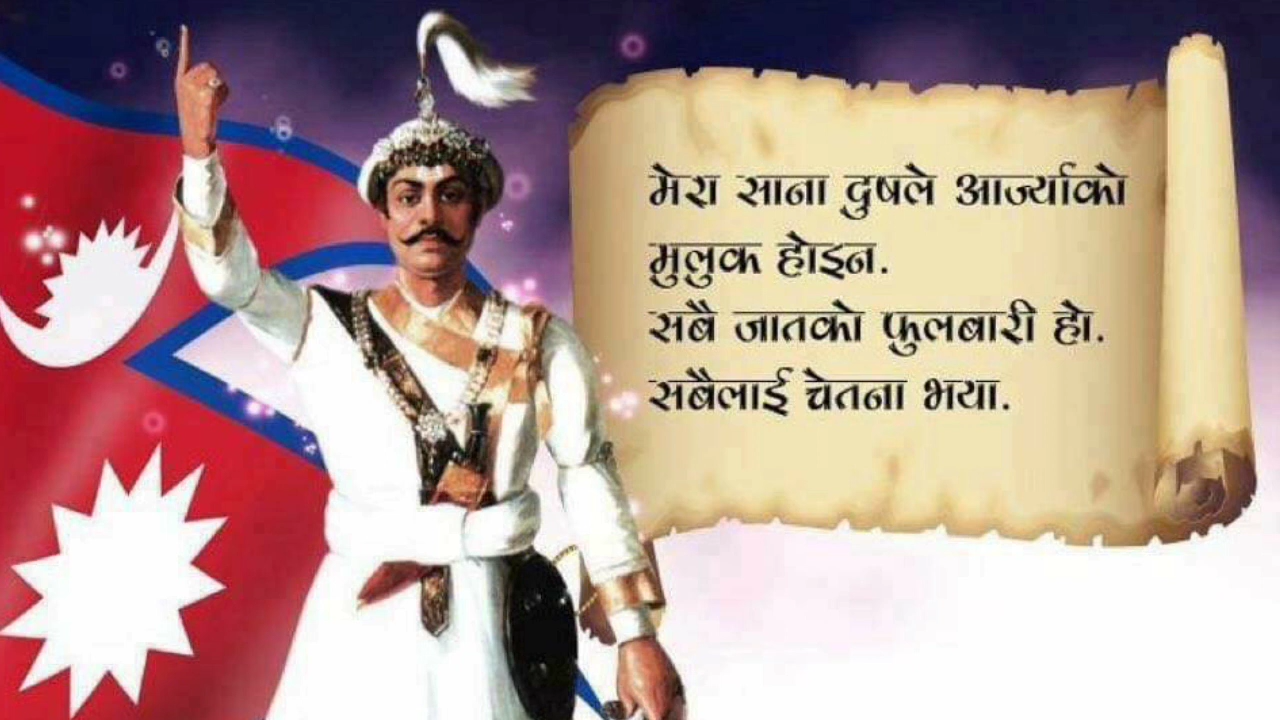 मेरा साना दुषले आर्ज्याको
मुलुक होइन.
सबै जातको फुलबारी हो.
सबैलाई चेतना भया.